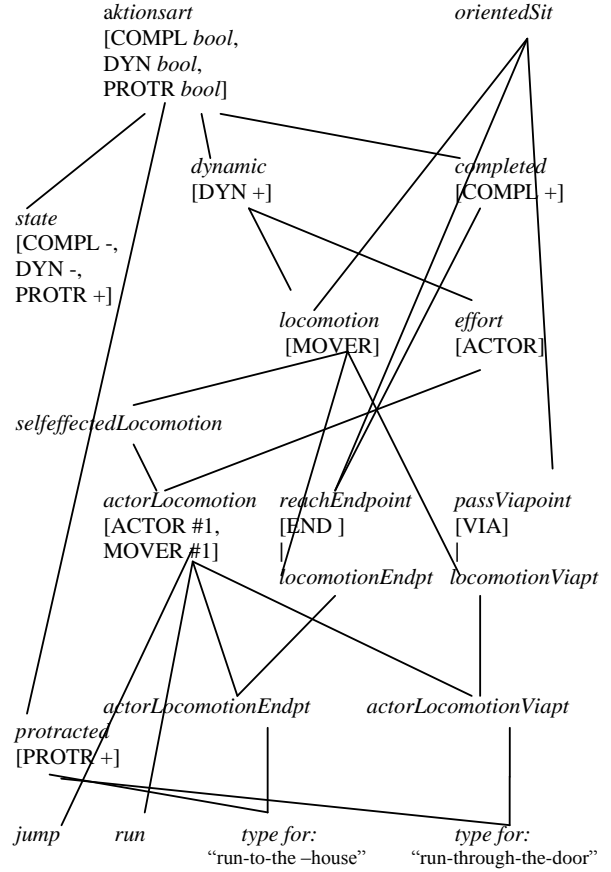 aktionsart
[COMPL bool,
DYN bool,
PROTR bool]
orientedSit
dynamic
[DYN +]
completed
[COMPL +]
state
[COMPL -,
DYN -,
PROTR +]
locomotion
[MOVER]
effort
[ACTOR]
selfeffectedLocomotion
actorLocomotion
[ACTOR #1,
MOVER #1]
reachEndpoint
[END ]
|
locomotionEndpt
passViapoint
[VIA]
|
locomotionViapt
actorLocomotionEndpt
actorLocomotionViapt
protracted
[PROTR +]
jump
run
type for:
“run-to-the –house”
type for:
“run-through-the-door”